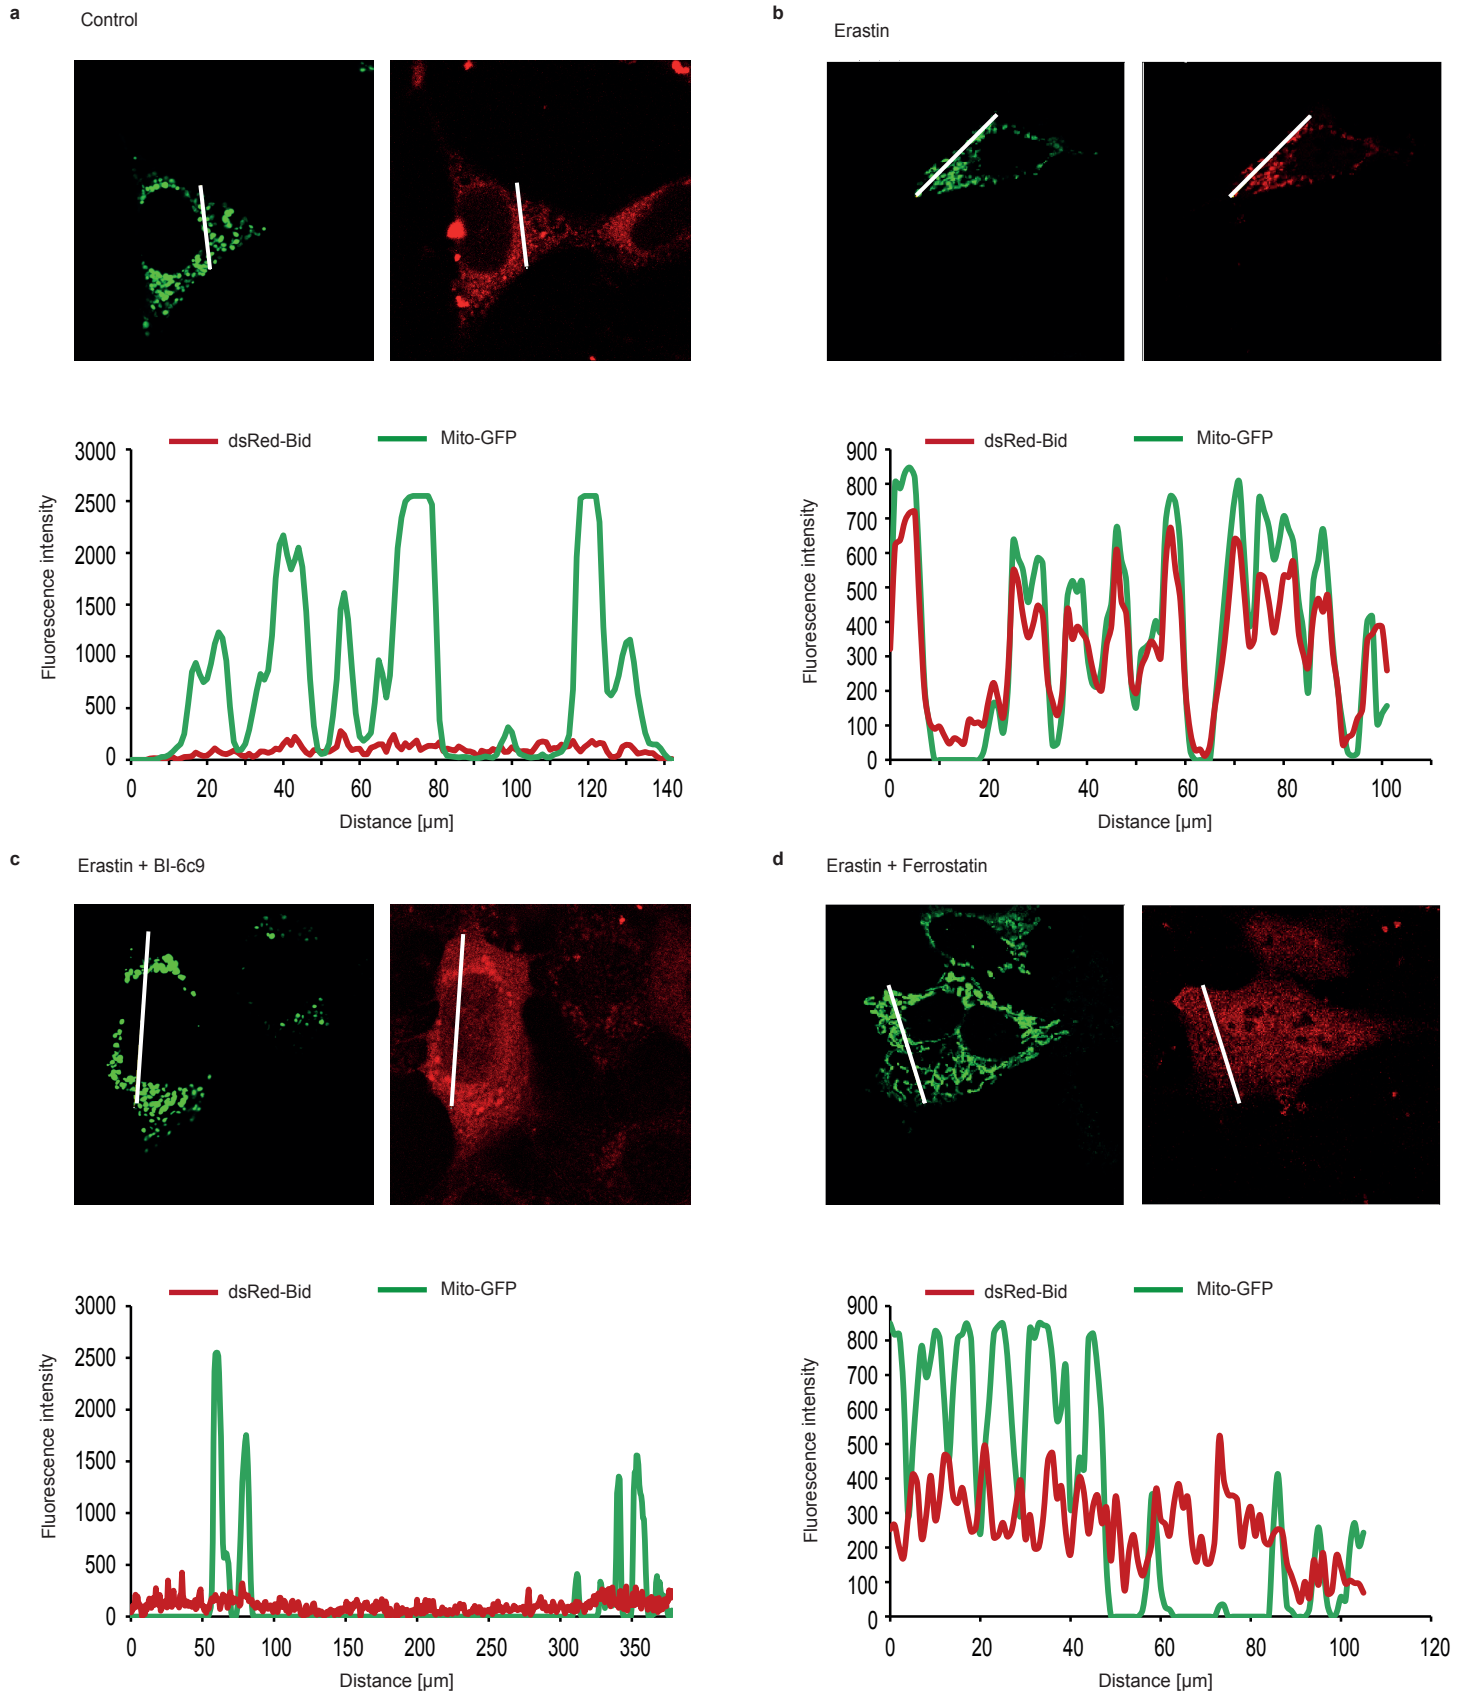 a
Control
b
Erastin
dsRed-Bid
Mito-GFP
3000
2500
2000
1500
1000
500
0
Fluorescence intensity
0 20 40 60 80 100 120 140
Distance [µm]
dsRed-Bid
Mito-GFP
900
800
700
600
500
400
300
200
100
0
Fluorescence intensity
0 20 40 60 80 100
Distance [µm]
c
Erastin + BI-6c9
d
Erastin + Ferrostatin
dsRed-Bid
Mito-GFP
3000
2500
2000
1500
1000
500
0
Fluorescence intensity
0 50 100 150 200 250 300 350
Distance [µm]
dsRed-Bid
Mito-GFP
900
800
700
600
500
400
300
200
100
0
Fluorescence intensity
0 20 40 60 80 100 120
Distance [µm]